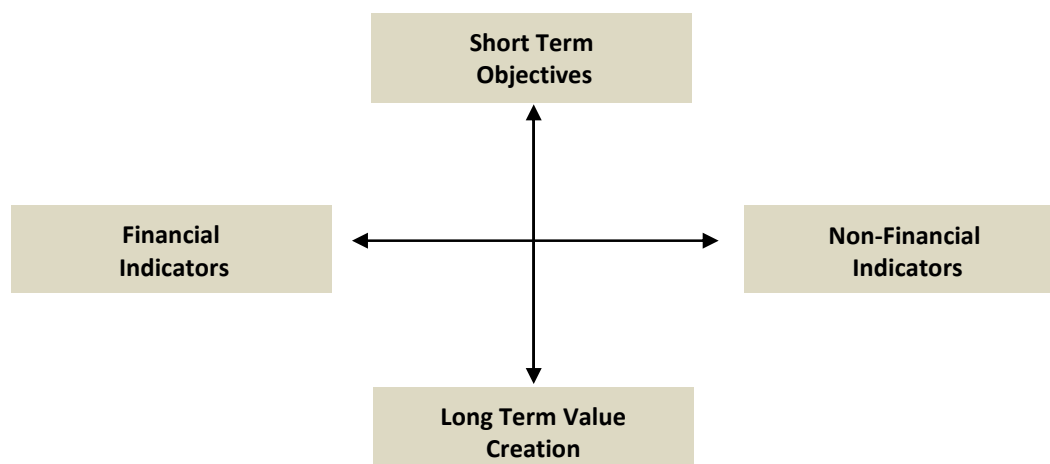 Short Term
Objectives
Financial
Indicators
Non-Financial
Indicators
Long Term Value
Creation